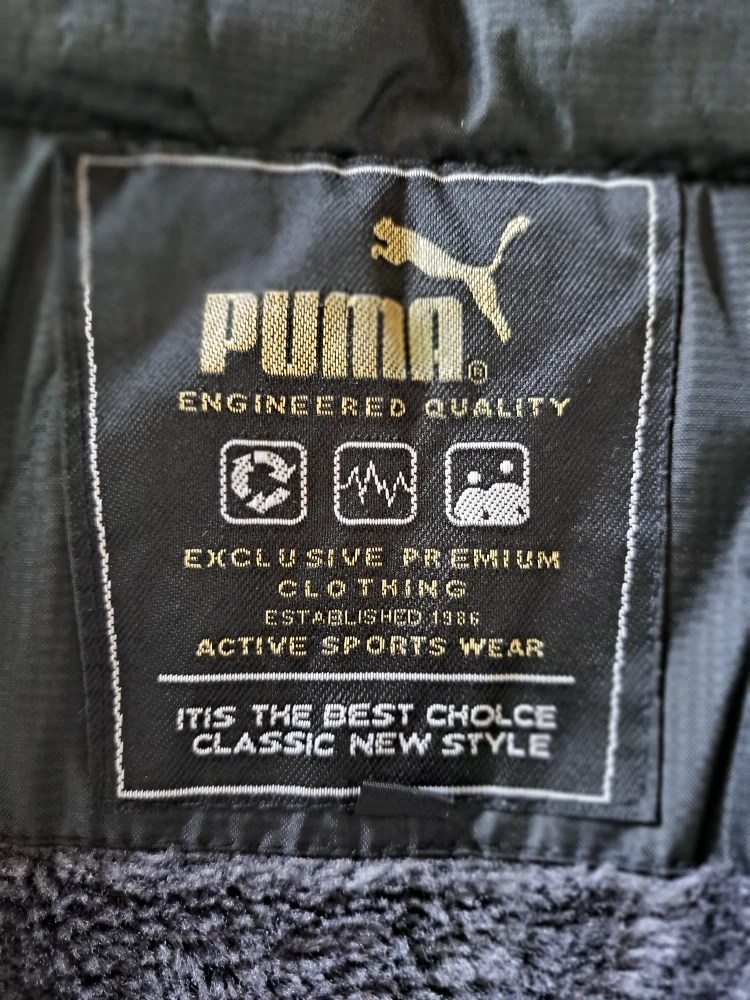 PUMA®
ENGINEERED QUALITY
EXCLUSIVE PREMIUM
CLOTHING
ESTABLISHED 1986
ACTIVE SPORTS WEAR
ITIS THE BEST CHOLCE
CLASSIC NEW STYLE